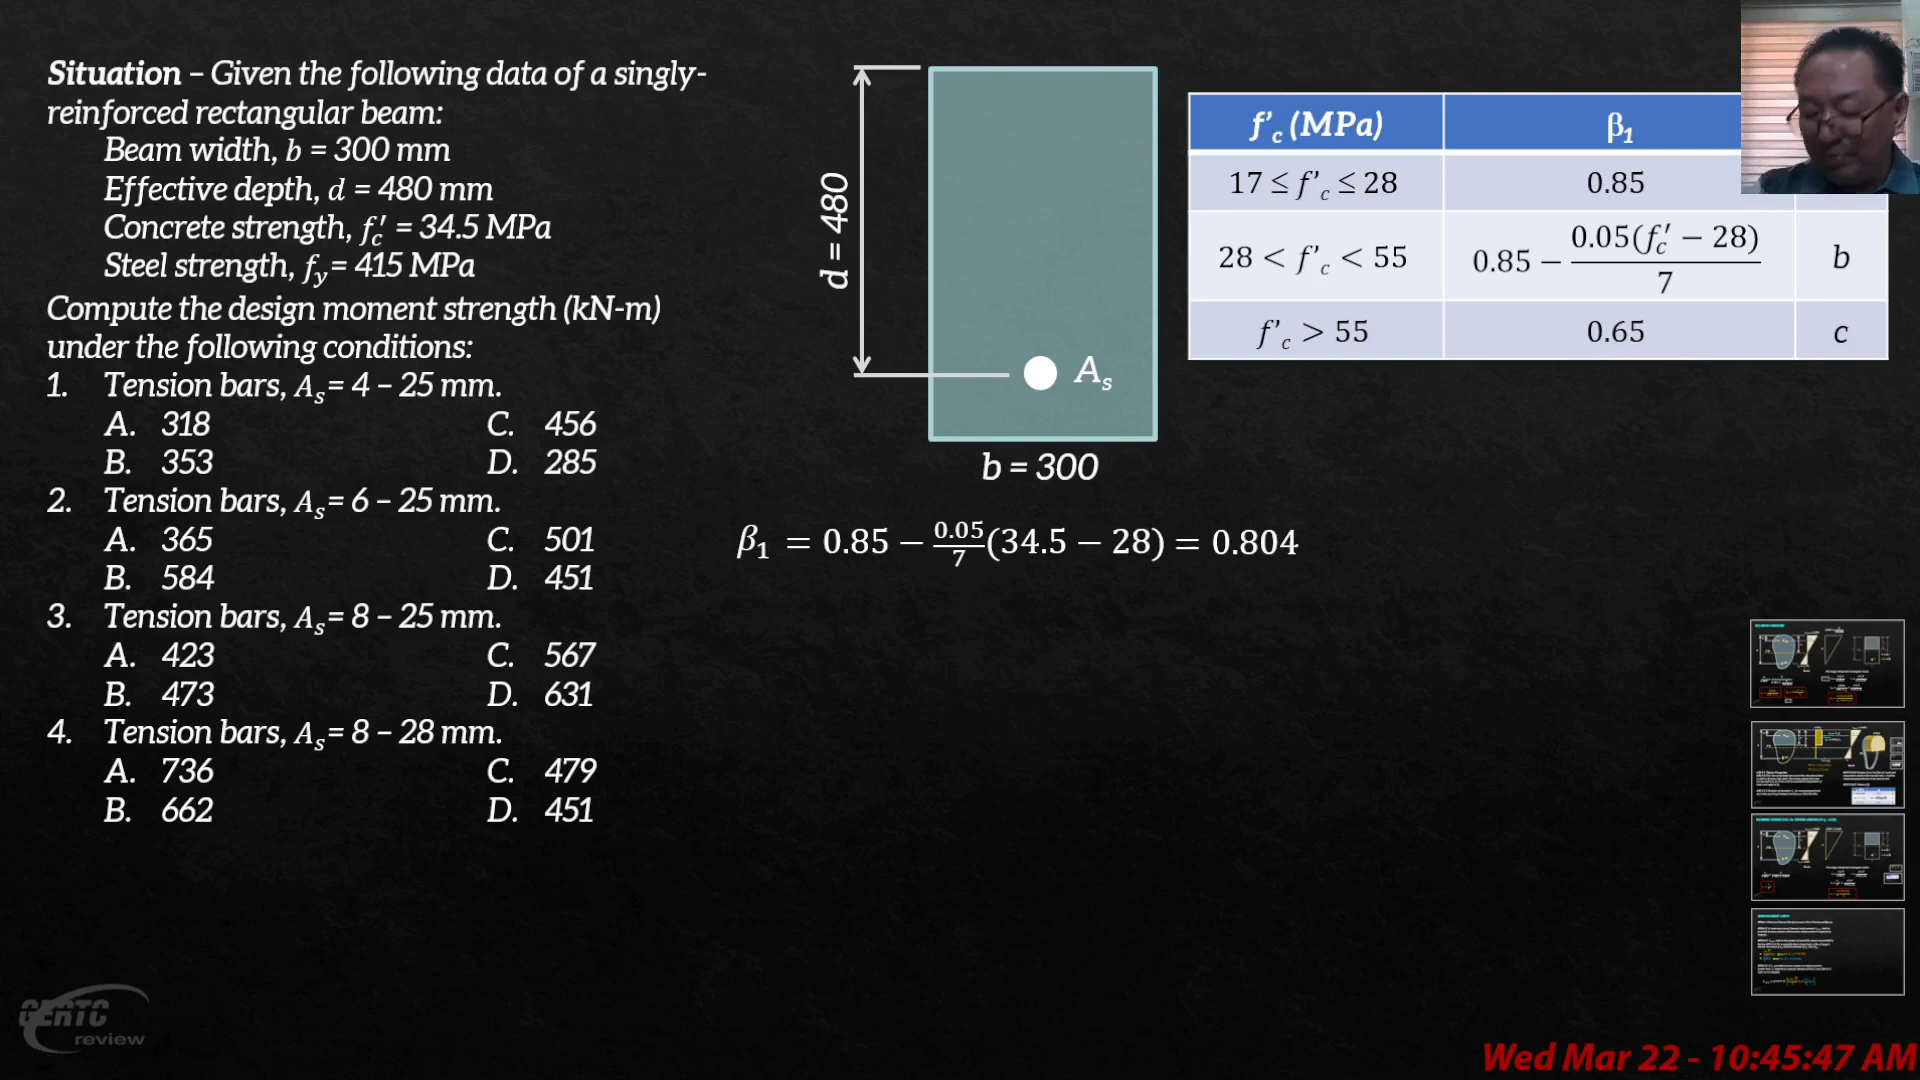 Situation – Given the following data of a singly-
reinforced rectangular beam:
Beam width, b = 300 mm
Effective depth, d = 480 mm
Concrete strength, f′c = 34.5 MPa
Steel strength, fy= 415 MPa
Compute the design moment strength (kN-m)
under the following conditions:
1. Tension bars, As= 4 – 25 mm.
A. 318 C. 456
B. 353 D. 285
2. Tension bars, As= 6 – 25 mm.
A. 365 C. 501
B. 584 D. 451
3. Tension bars, As= 8 – 25 mm.
A. 423 C. 567
B. 473 D. 631
4. Tension bars, As= 8 – 28 mm.
A. 736 C. 479
B. 662 D. 451
d = 480
As
b = 300
f'c (MPa) β1
17 ≤ f'c ≤ 28 0.85
28 < f'c < 55 0.85 − 0.05(f′c − 28)/7 b
f'c > 55 0.65 c
β1 = 0.85 − 0.05/7(34.5 − 28) = 0.804
GERTC
review
Wed Mar 22 - 10:45:47 AM